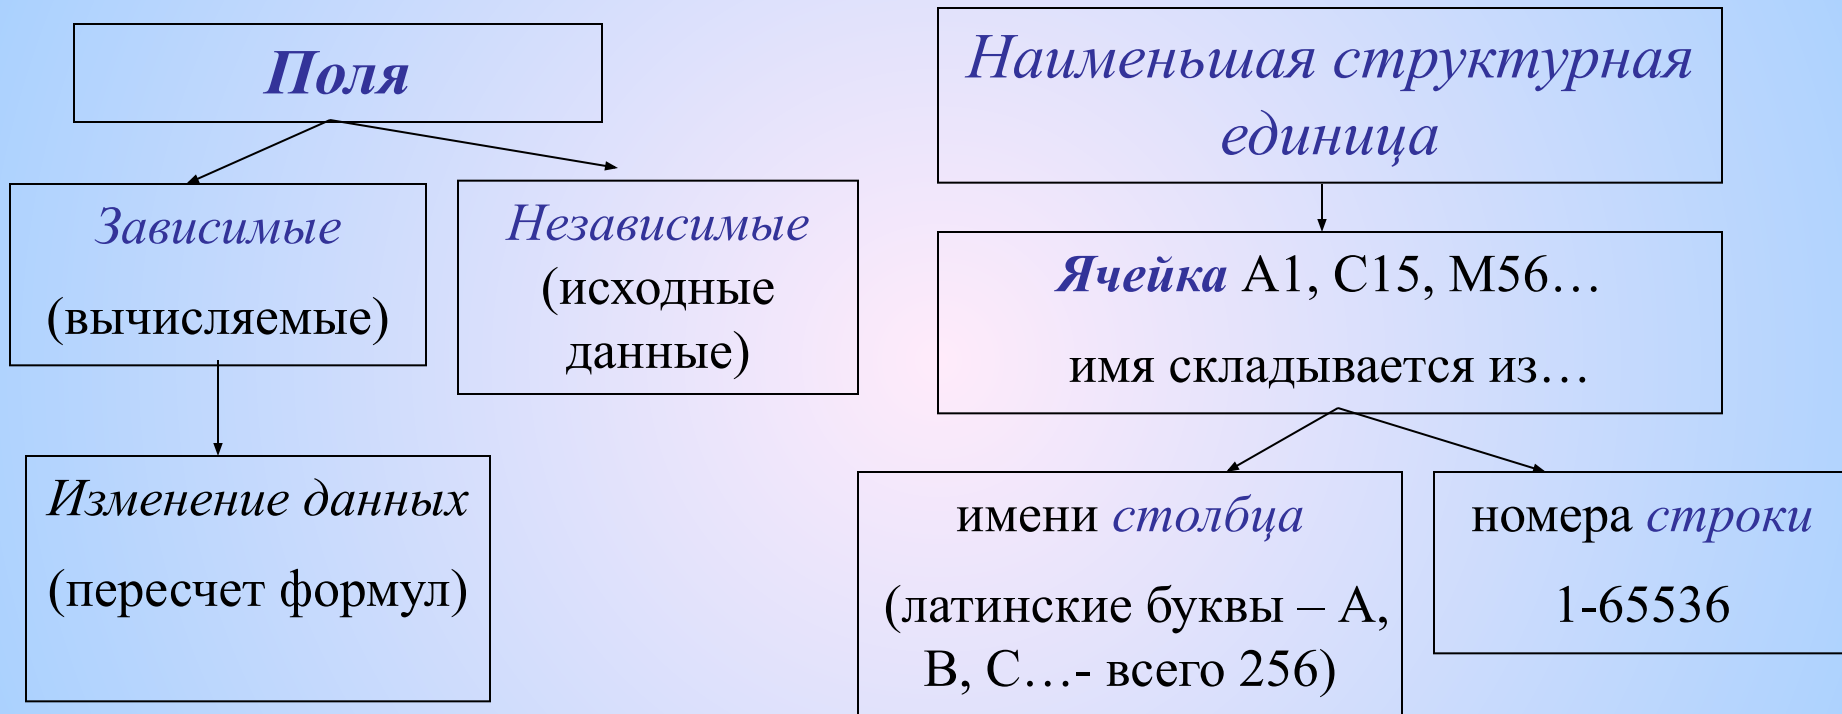 Поля
Зависимые
(вычисляемые)
Независимые
(исходные
данные)
Изменение данных
(пересчет формул)
Наименьшая структурная
единица
Ячейка А1, С15, М56…
имя складывается из…
имени столбца
(латинские буквы – А,
В, С…- всего 256)
номера строки
1-65536